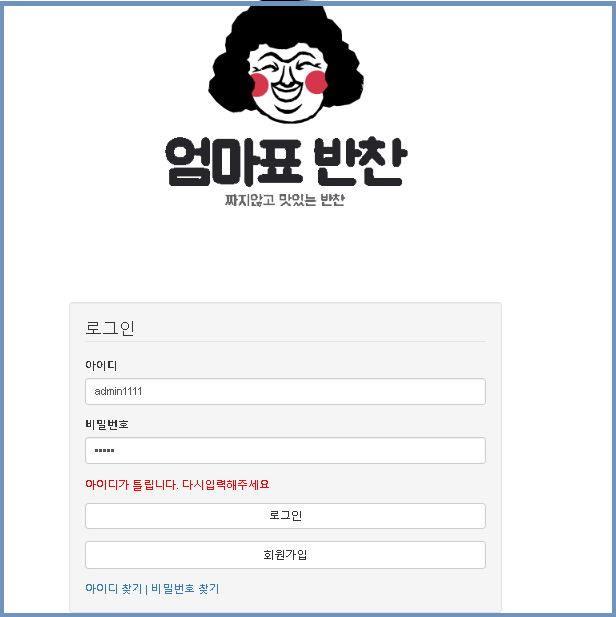 엄마표 반찬
짜지않고 맛있는 반찬
로그인
아이디
admin1111
비밀번호
•••••
아이디가 틀립니다. 다시입력해주세요
로그인
회원가입
아이디 찾기 | 비밀번호 찾기